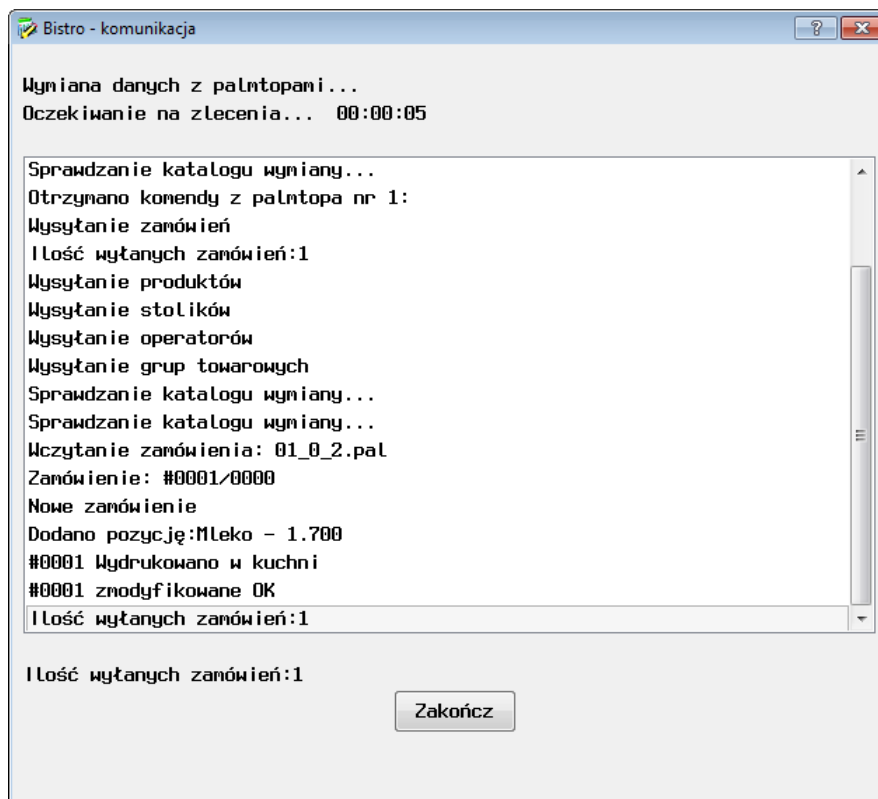 Bistro - komunikacja
Wymiana danych z palmtopami...
Oczekiwanie na zlecenia... 00:00:05
Sprawdzanie katalogu wymiany...
Otrzymano komendy z palmtopa nr 1:
Wysyłanie zamówień
Ilość wyłanych zamówień:1
Wysyłanie produktów
Wysyłanie stolików
Wysyłanie operatorów
Wysyłanie grup towarowych
Sprawdzanie katalogu wymiany...
Sprawdzanie katalogu wymiany...
Wczytanie zamówienia: 01_0_2.pal
Zamówienie: #0001/0000
Nowe zamówienie
Dodano pozycję:Mleko - 1.700
#0001 Wydrukowano w kuchni
#0001 zmodyfikowane OK
Ilość wyłanych zamówień:1
Ilość wyłanych zamówień:1
Zakończ